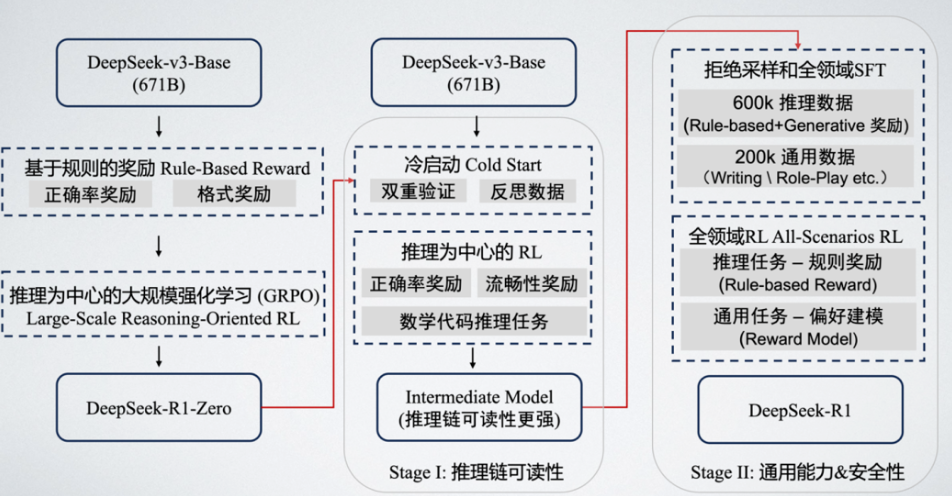 DeepSeek-v3-Base
(671B)
基于规则的奖励 Rule-Based Reward
正确率奖励
格式奖励
推理为中心的大规模强化学习 (GRPO)
Large-Scale Reasoning-Oriented RL
DeepSeek-R1-Zero
DeepSeek-v3-Base
(671B)
冷启动 Cold Start
双重验证
反思数据
推理为中心的 RL
正确率奖励
流畅性奖励
数学代码推理任务
Intermediate Model
(推理链可读性更强)
Stage I: 推理链可读性
拒绝采样和全领域SFT
600k 推理数据
(Rule-based+Generative 奖励)
200k 通用数据
（Writing \ Role-Play etc.）
全领域RL All-Scenarios RL
推理任务 – 规则奖励
(Rule-based Reward)
通用任务 – 偏好建模
(Reward Model)
DeepSeek-R1
Stage II: 通用能力&安全性